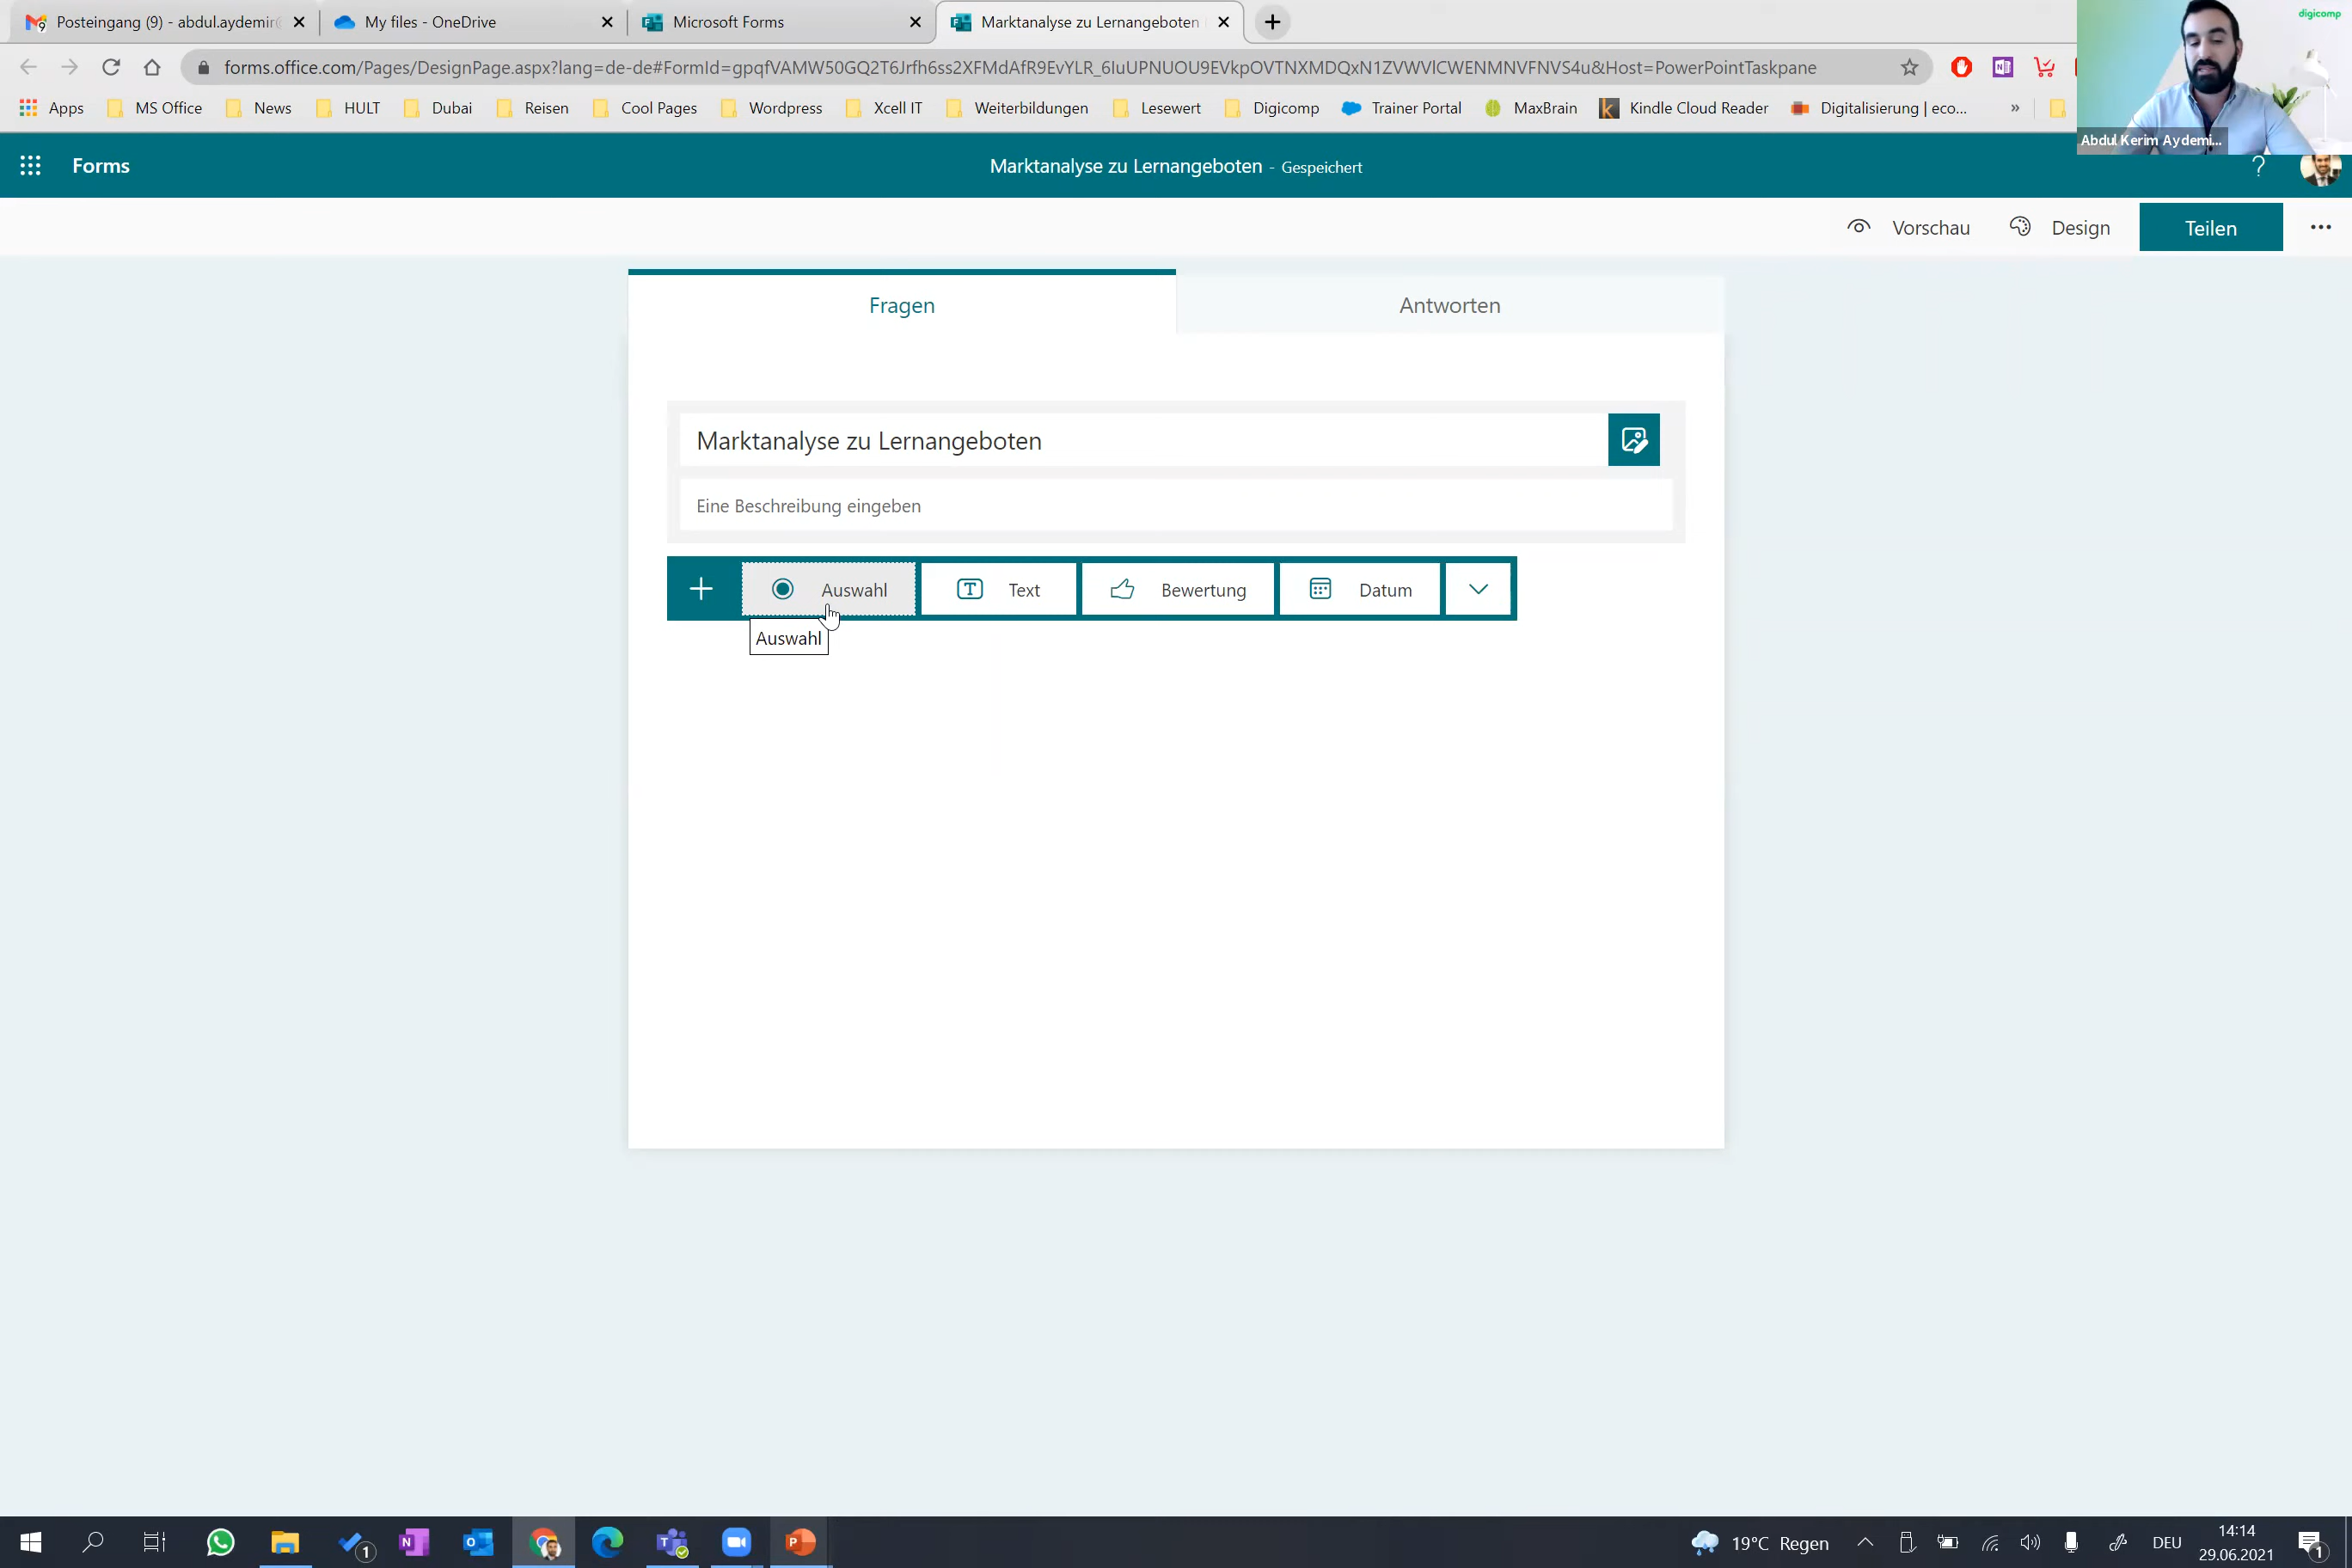 Posteingang (9) - abdul.aydemir@
My files - OneDrive
Microsoft Forms
Marktanalyse zu Lernangeboten
digicomp
forms.office.com/Pages/DesignPage.aspx?lang=de-de#FormId=gpqfVAMW50GQ2T6Jrfh6ss2XFMdAfR9EvYLR_6IuUPNUOU9EVkpOVTNXMDQxN1ZVWVlCWENMNVFNVS4u&Host=PowerPointTaskpane
Apps MS Office News HULT Dubai Reisen Cool Pages Wordpress Xcell IT Weiterbildungen Lesewert Digicomp Trainer Portal MaxBrain Kindle Cloud Reader Digitalisierung | eco... »
Abdul Kerim Aydemi...
Forms
Marktanalyse zu Lernangeboten - Gespeichert
?
Vorschau
Design
Teilen
...
Fragen
Antworten
Marktanalyse zu Lernangeboten
Eine Beschreibung eingeben
Auswahl
Text
Bewertung
Datum
Auswahl
19°C Regen
DEU
14:14
29.06.2021
1
1